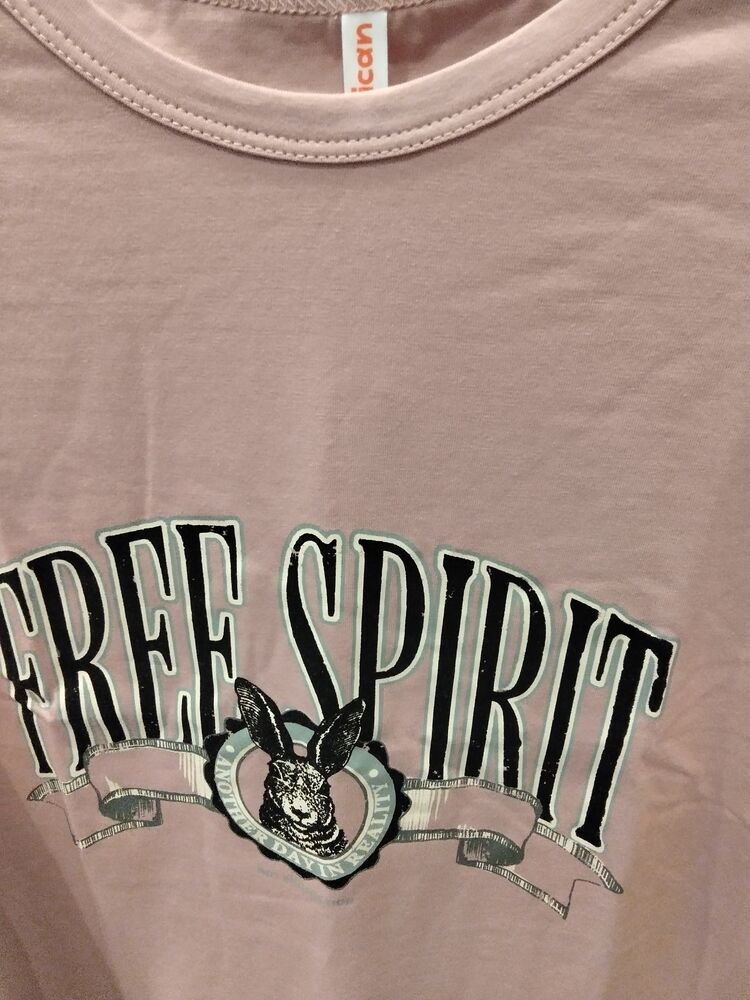 ican
FREE SPIRIT
• ANOTHER DAY IN REALITY •